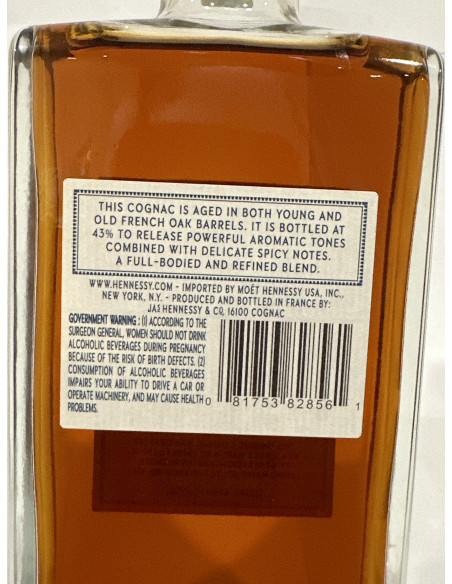 THIS COGNAC IS AGED IN BOTH YOUNG AND
OLD FRENCH OAK BARRELS. IT IS BOTTLED AT
43% TO RELEASE POWERFUL AROMATIC TONES
COMBINED WITH DELICATE SPICY NOTES.
A FULL-BODIED AND REFINED BLEND.
WWW.HENNESSY.COM - IMPORTED BY MOËT HENNESSY USA, INC.,
NEW YORK, N.Y. - PRODUCED AND BOTTLED IN FRANCE BY:
JAS HENNESSY & CO, 16100 COGNAC
GOVERNMENT WARNING : (1) ACCORDING TO THE
SURGEON GENERAL, WOMEN SHOULD NOT DRINK
ALCOHOLIC BEVERAGES DURING PREGNANCY
BECAUSE OF THE RISK OF BIRTH DEFECTS. (2)
CONSUMPTION OF ALCOHOLIC BEVERAGES
IMPAIRS YOUR ABILITY TO DRIVE A CAR OR
OPERATE MACHINERY, AND MAY CAUSE HEALTH
PROBLEMS.
0 81753 82856 1